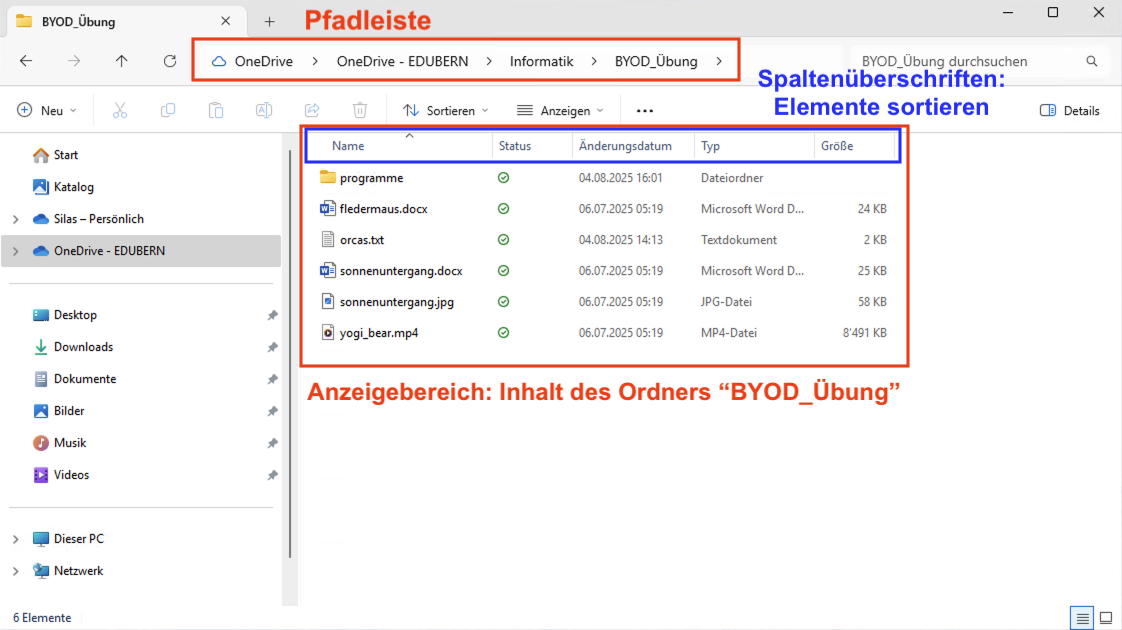 BYOD_Übung
Pfadleiste
OneDrive > OneDrive - EDUBERN > Informatik > BYOD_Übung >
BYOD_Übung durchsuchen
Spaltenüberschriften:
Elemente sortieren
Neu
Sortieren
Anzeigen
Details
Start
Katalog
Silas – Persönlich
OneDrive - EDUBERN
Desktop
Downloads
Dokumente
Bilder
Musik
Videos
Dieser PC
Netzwerk
Name Status Änderungsdatum Typ Größe
programme 04.08.2025 16:01 Dateiordner
fledermaus.docx 06.07.2025 05:19 Microsoft Word D... 24 KB
orcas.txt 04.08.2025 14:13 Textdokument 2 KB
sonnenuntergang.docx 06.07.2025 05:19 Microsoft Word D... 25 KB
sonnenuntergang.jpg 06.07.2025 05:19 JPG-Datei 58 KB
yogi_bear.mp4 06.07.2025 05:19 MP4-Datei 8'491 KB
Anzeigebereich: Inhalt des Ordners “BYOD_Übung”
6 Elemente